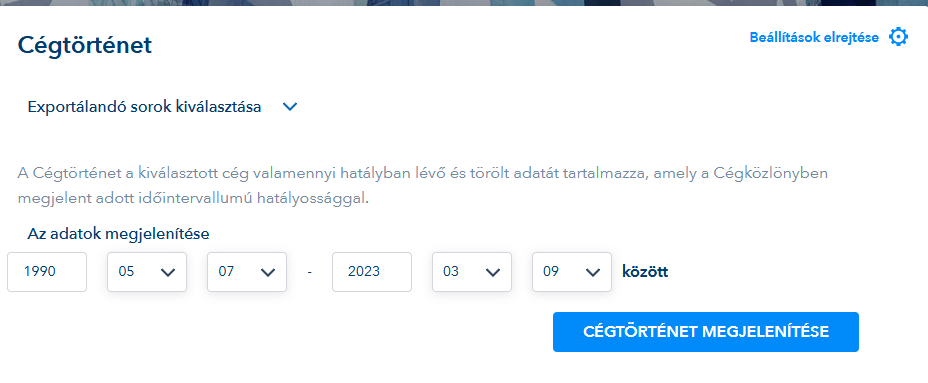 Cégtörténet
Beállítások elrejtése
Exportálandó sorok kiválasztása
A Cégtörténet a kiválasztott cég valamennyi hatályban lévő és törölt adatát tartalmazza, amely a Cégközlönyben
megjelent adott időintervallumú hatályossággal.
Az adatok megjelenítése
1990 05 07 - 2023 03 09 között
CÉGTÖRTÉNET MEGJELENÍTÉSE